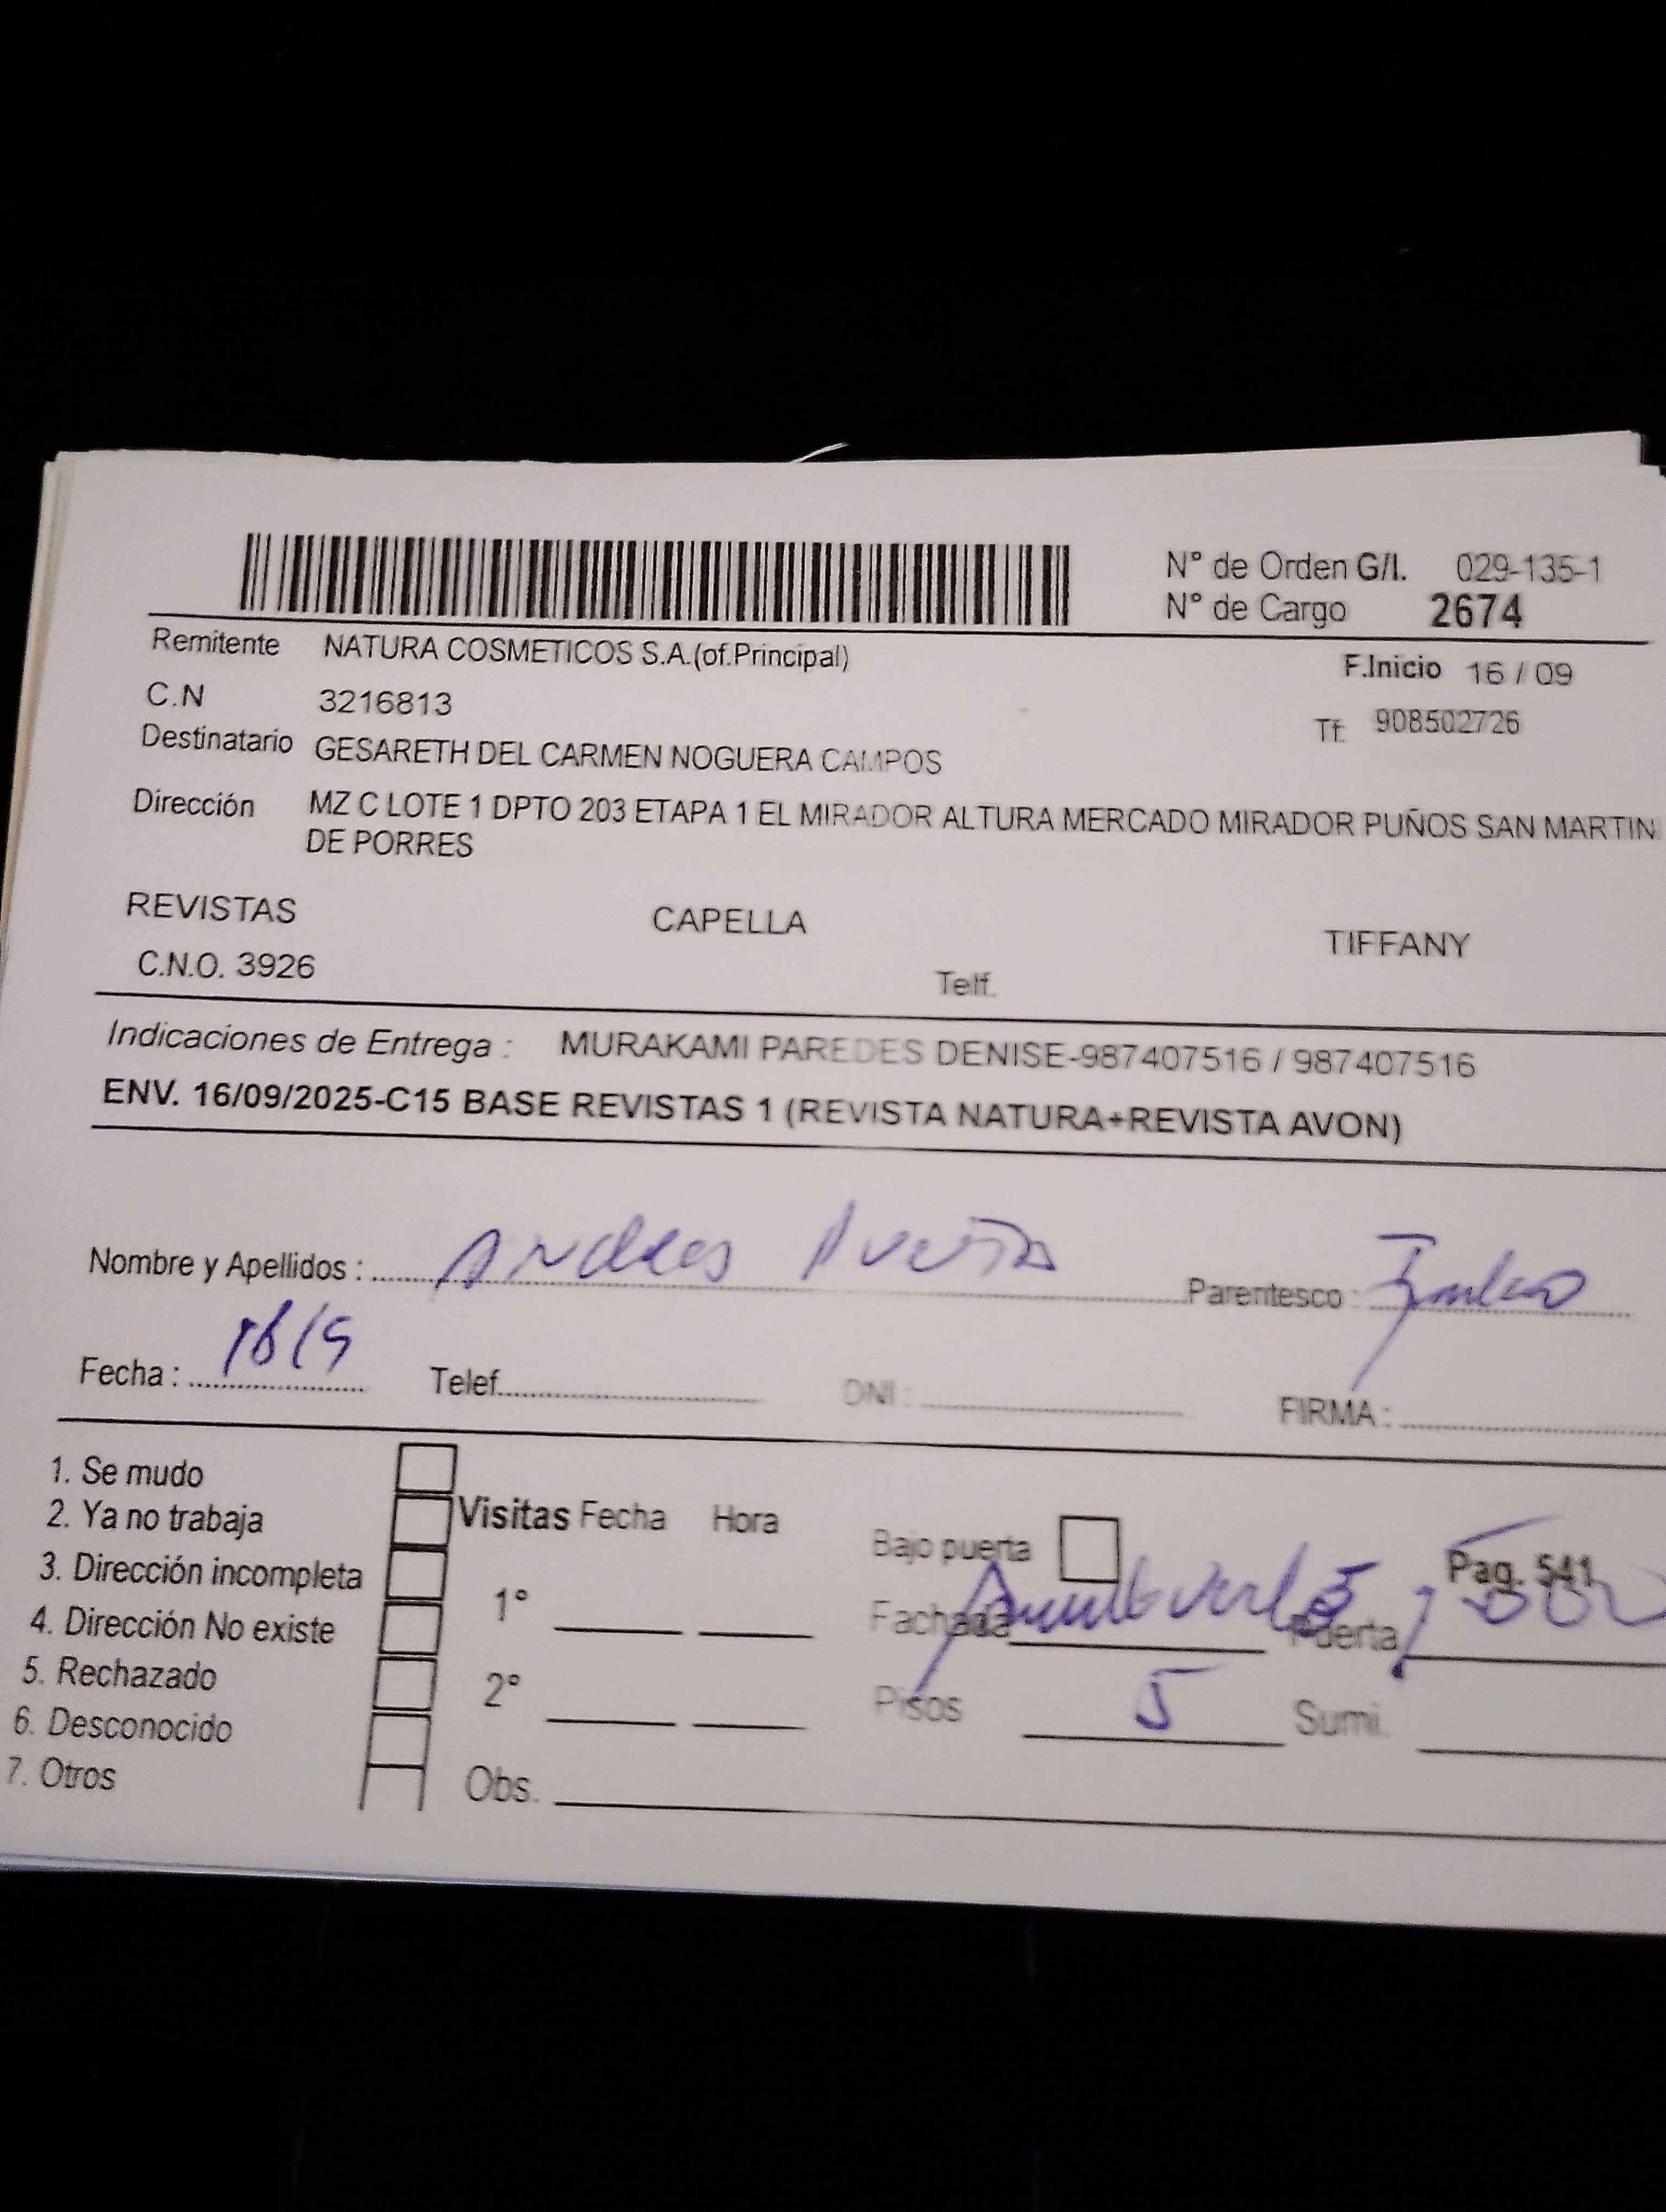 N° de Orden G/I. 029-135-1
N° de Cargo 2674
Remitente NATURA COSMETICOS S.A.(of.Principal)
F.Inicio 16 / 09
C.N 3216813
Tf. 908502726
Destinatario GESARETH DEL CARMEN NOGUERA CAMPOS
Dirección MZ C LOTE 1 DPTO 203 ETAPA 1 EL MIRADOR ALTURA MERCADO MIRADOR PUÑOS SAN MARTIN
DE PORRES
REVISTAS CAPELLA TIFFANY
C.N.O. 3926 Telf.
Indicaciones de Entrega : MURAKAMI PAREDES DENISE-987407516 / 987407516
ENV. 16/09/2025-C15 BASE REVISTAS 1 (REVISTA NATURA+REVISTA AVON)
Nombre y Apellidos : Andres Parentesco :
Fecha : 18/9 Telef. DNI : FIRMA :
1. Se mudo
2. Ya no trabaja
3. Dirección incompleta
4. Dirección No existe
5. Rechazado
6. Desconocido
7. Otros
Visitas Fecha Hora
1°
2°
Obs.
Bajo puerta Pag. 541
Fachada Puerta
Pisos 5 Sumi.